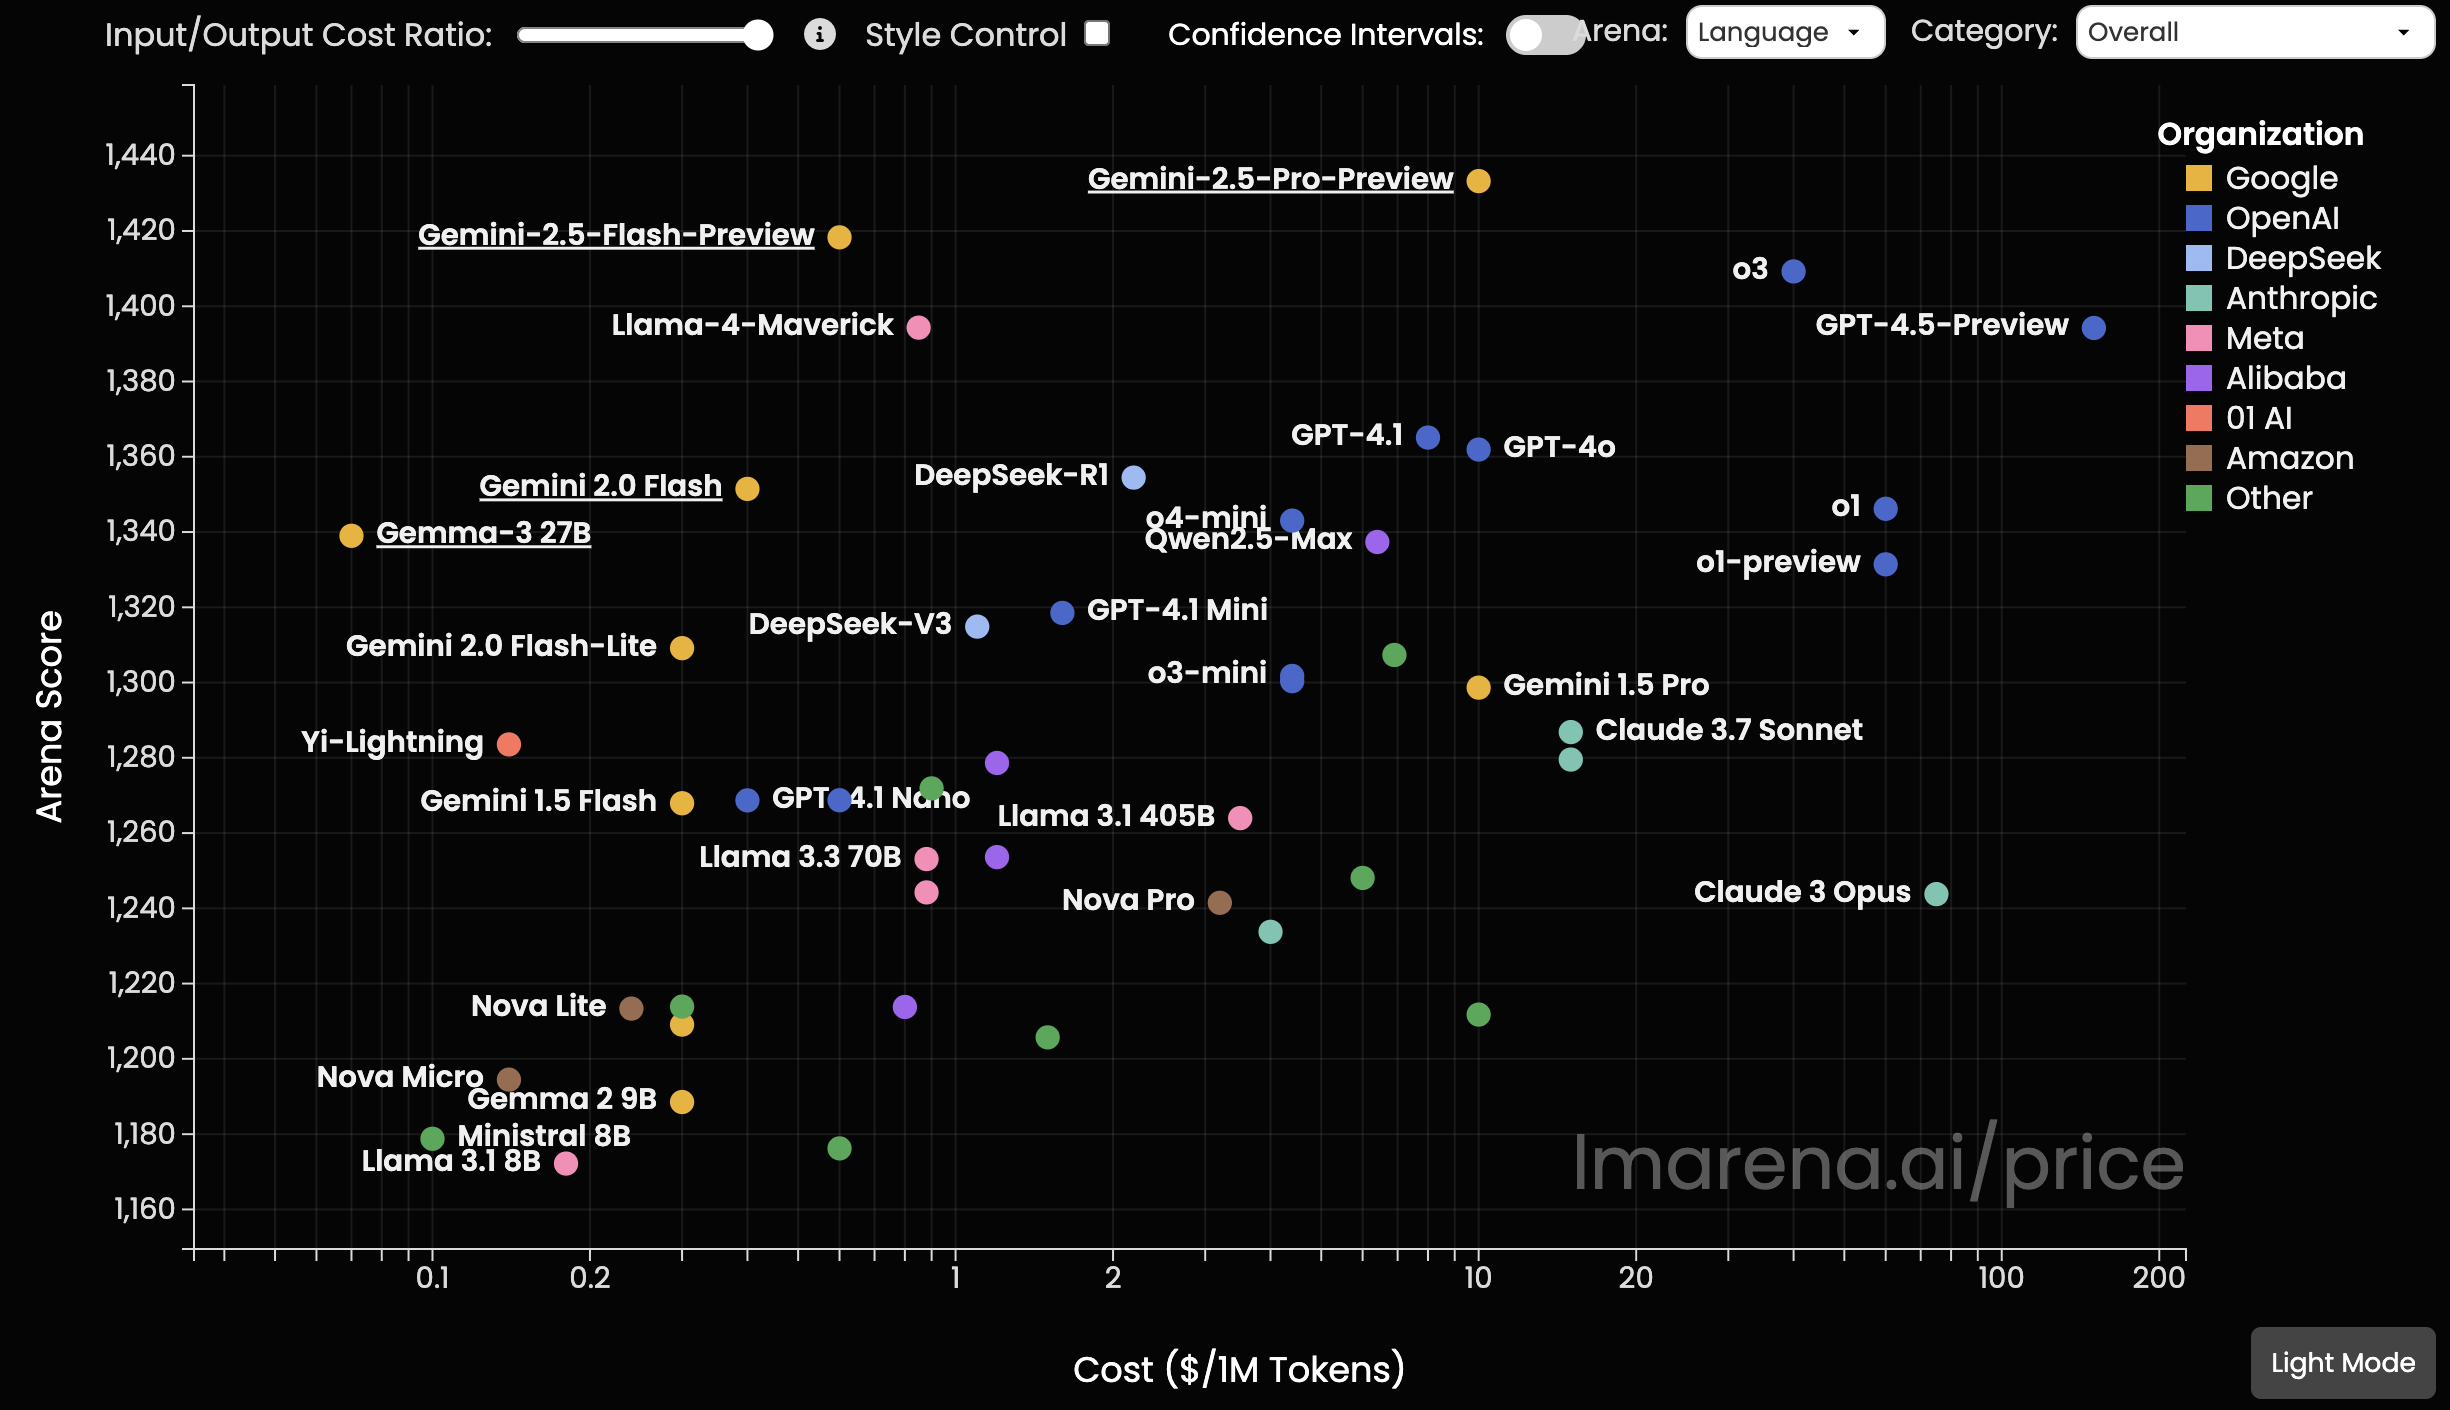 Input/Output Cost Ratio:
i
Style Control
Confidence Intervals:
Arena:
Language
Category:
Overall
Organization
Google
OpenAI
DeepSeek
Anthropic
Meta
Alibaba
01 AI
Amazon
Other
Arena Score
1,440
1,420
1,400
1,380
1,360
1,340
1,320
1,300
1,280
1,260
1,240
1,220
1,200
1,180
1,160
Gemini-2.5-Pro-Preview
Gemini-2.5-Flash-Preview
o3
Llama-4-Maverick
GPT-4.5-Preview
GPT-4.1
GPT-4o
DeepSeek-R1
Gemini 2.0 Flash
o1
o4-mini
Gemma-3 27B
Qwen2.5-Max
o1-preview
GPT-4.1 Mini
DeepSeek-V3
Gemini 2.0 Flash-Lite
o3-mini
Gemini 1.5 Pro
Claude 3.7 Sonnet
Yi-Lightning
Gemini 1.5 Flash
GPT-4.1 Nano
Llama 3.1 405B
Llama 3.3 70B
Claude 3 Opus
Nova Pro
Nova Lite
Nova Micro
Gemma 2 9B
Ministral 8B
Llama 3.1 8B
lmarena.ai/price
0.1
0.2
1
2
10
20
100
200
Cost ($/1M Tokens)
Light Mode